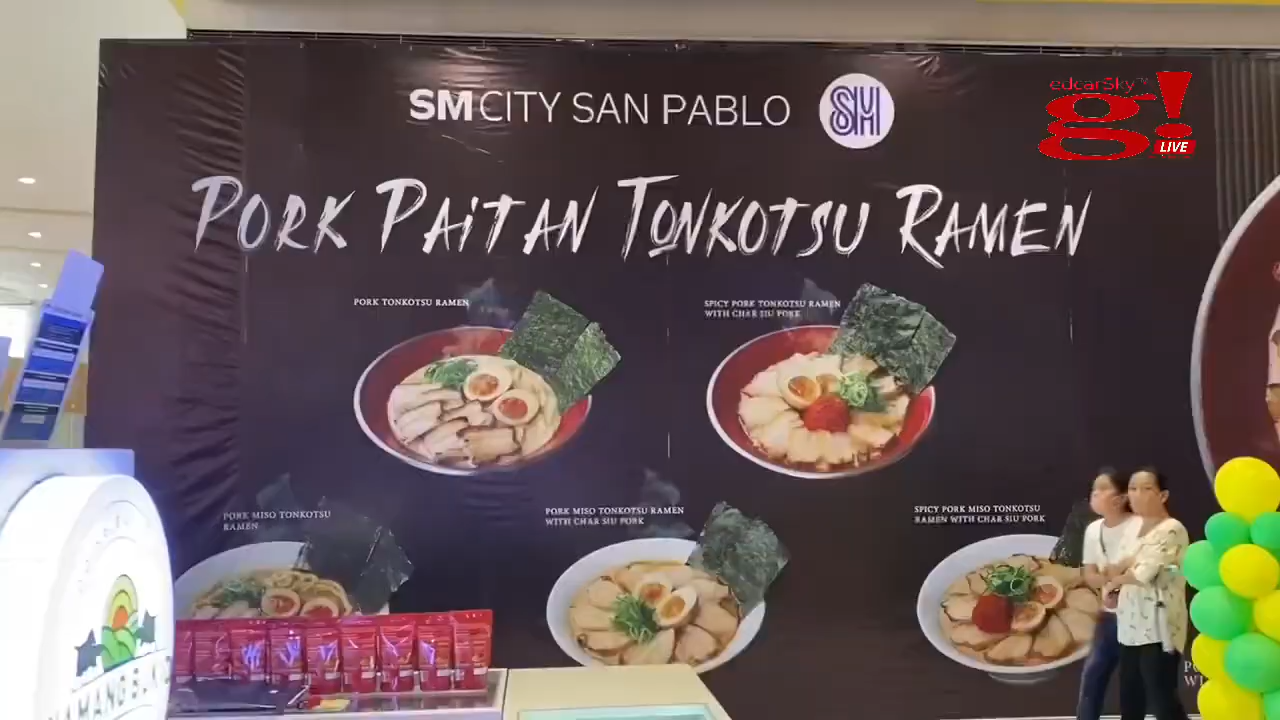 SM CITY SAN PABLO SM
edcarSky
g! LIVE
PORK PAITAN TONKOTSU RAMEN
PORK TONKOTSU RAMEN
SPICY PORK TONKOTSU RAMEN
WITH CHAR SIU PORK
PORK MISO TONKOTSU
RAMEN
PORK MISO TONKOTSU RAMEN
WITH CHAR SIU PORK
SPICY PORK MISO TONKOTSU
RAMEN WITH CHAR SIU PORK